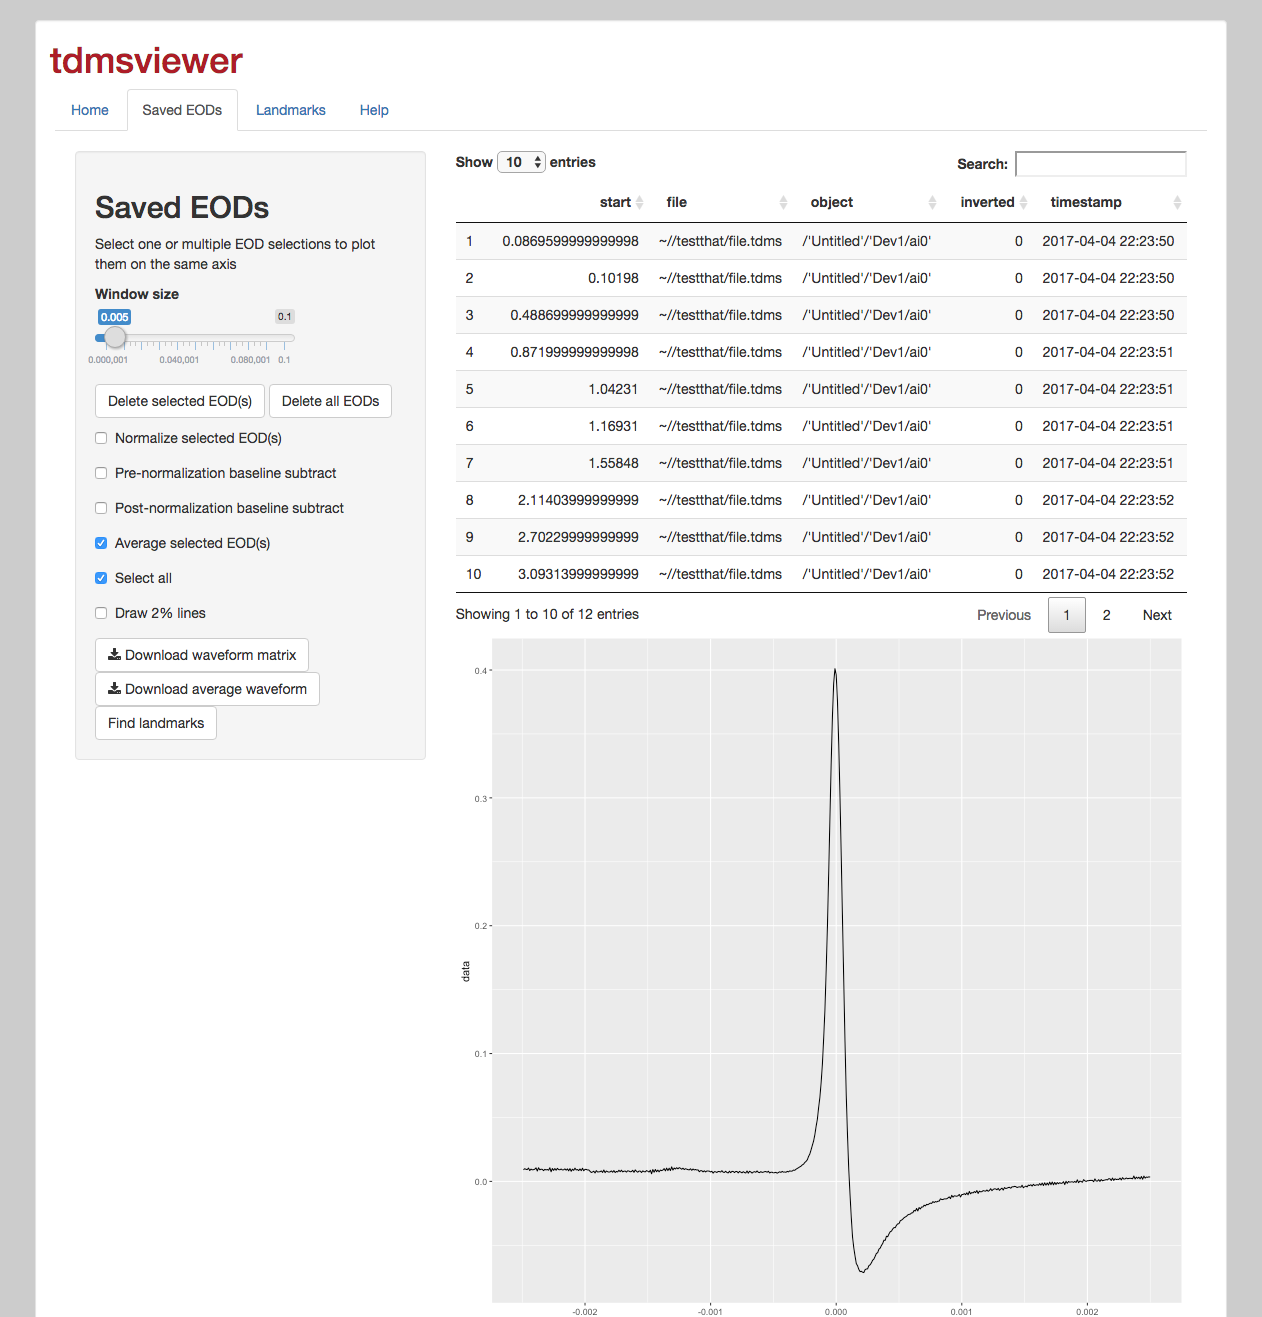 tdmsviewer
Home Saved EODs Landmarks Help
Saved EODs
Select one or multiple EOD selections to plot
them on the same axis
Window size
0.005 0.1
0.000,001 0.040,001 0.080,001 0.1
Delete selected EOD(s) Delete all EODs
Normalize selected EOD(s)
Pre-normalization baseline subtract
Post-normalization baseline subtract
Average selected EOD(s)
Select all
Draw 2% lines
Download waveform matrix
Download average waveform
Find landmarks
Show 10 entries Search:
start file object inverted timestamp
1 0.0869599999999998 ~//testthat/file.tdms /'Untitled'/'Dev1/ai0' 0 2017-04-04 22:23:50
2 0.10198 ~//testthat/file.tdms /'Untitled'/'Dev1/ai0' 0 2017-04-04 22:23:50
3 0.488699999999999 ~//testthat/file.tdms /'Untitled'/'Dev1/ai0' 0 2017-04-04 22:23:50
4 0.871999999999998 ~//testthat/file.tdms /'Untitled'/'Dev1/ai0' 0 2017-04-04 22:23:51
5 1.04231 ~//testthat/file.tdms /'Untitled'/'Dev1/ai0' 0 2017-04-04 22:23:51
6 1.16931 ~//testthat/file.tdms /'Untitled'/'Dev1/ai0' 0 2017-04-04 22:23:51
7 1.55848 ~//testthat/file.tdms /'Untitled'/'Dev1/ai0' 0 2017-04-04 22:23:51
8 2.11403999999999 ~//testthat/file.tdms /'Untitled'/'Dev1/ai0' 0 2017-04-04 22:23:52
9 2.70229999999999 ~//testthat/file.tdms /'Untitled'/'Dev1/ai0' 0 2017-04-04 22:23:52
10 3.09313999999999 ~//testthat/file.tdms /'Untitled'/'Dev1/ai0' 0 2017-04-04 22:23:52
Showing 1 to 10 of 12 entries Previous 1 2 Next
0.4
0.3
0.2
data
0.1
0.0
-0.002 -0.001 0.000 0.001 0.002